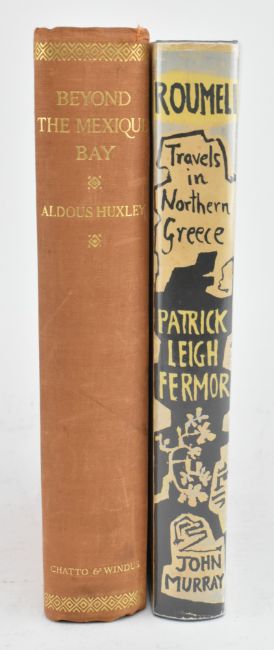 BEYOND
THE MEXIQUE
BAY
ALDOUS HUXLEY
CHATTO & WINDUS
ROUMELI
Travels
in
Northern
Greece
PATRICK
LEIGH
FERMOR
JOHN
MURRAY